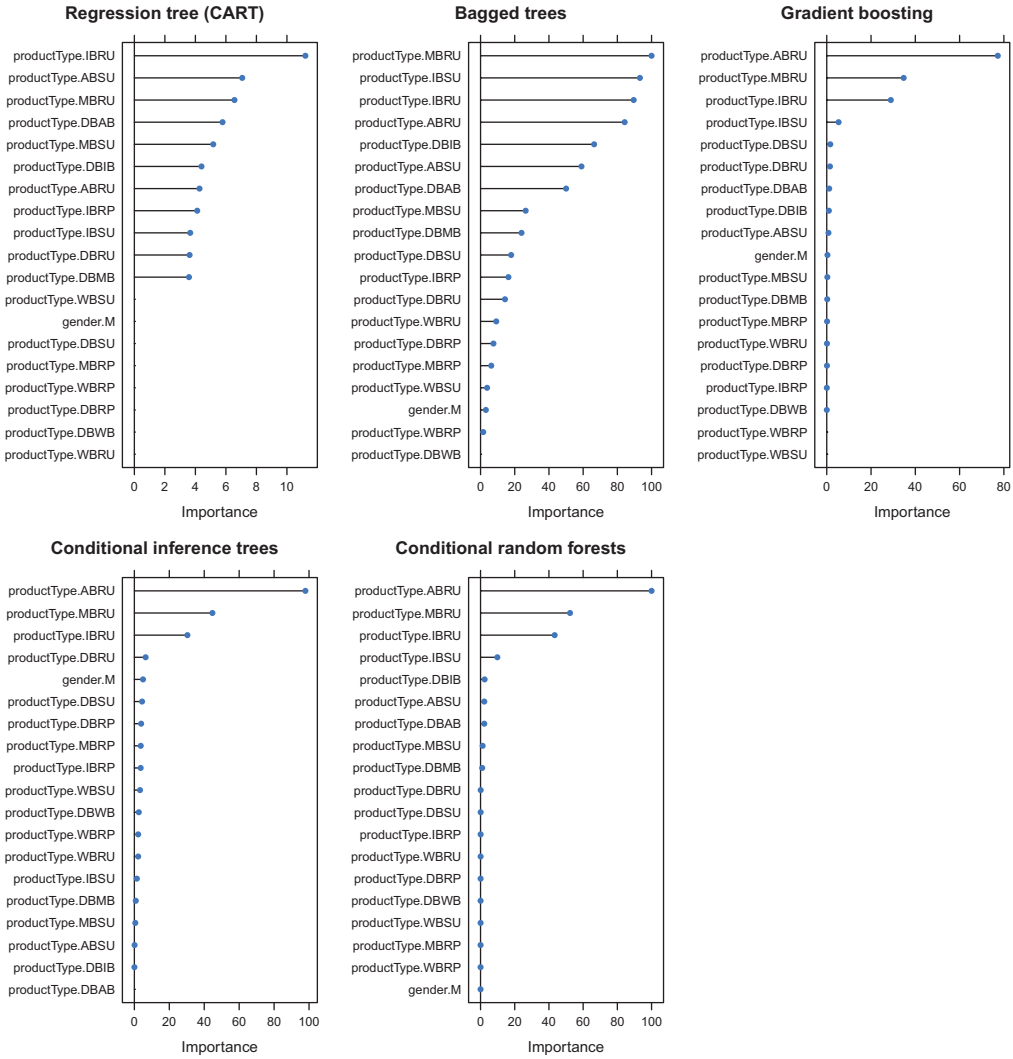 Regression tree (CART)
productType.IBRU
productType.ABSU
productType.MBRU
productType.DBAB
productType.MBSU
productType.DBIB
productType.ABRU
productType.IBRP
productType.IBSU
productType.DBRU
productType.DBMB
productType.WBSU
gender.M
productType.DBSU
productType.MBRP
productType.WBRP
productType.DBRP
productType.DBWB
productType.WBRU
0 2 4 6 8 10
Importance
Bagged trees
productType.MBRU
productType.IBSU
productType.IBRU
productType.ABRU
productType.DBIB
productType.ABSU
productType.DBAB
productType.MBSU
productType.DBMB
productType.DBSU
productType.IBRP
productType.DBRU
productType.WBRU
productType.DBRP
productType.MBRP
productType.WBSU
gender.M
productType.WBRP
productType.DBWB
0 20 40 60 80 100
Importance
Gradient boosting
productType.ABRU
productType.MBRU
productType.IBRU
productType.IBSU
productType.DBSU
productType.DBRU
productType.DBAB
productType.DBIB
productType.ABSU
gender.M
productType.MBSU
productType.DBMB
productType.MBRP
productType.WBRU
productType.DBRP
productType.IBRP
productType.DBWB
productType.WBRP
productType.WBSU
0 20 40 60 80
Importance
Conditional inference trees
productType.ABRU
productType.MBRU
productType.IBRU
productType.DBRU
gender.M
productType.DBSU
productType.DBRP
productType.MBRP
productType.IBRP
productType.WBSU
productType.DBWB
productType.WBRP
productType.WBRU
productType.IBSU
productType.DBMB
productType.MBSU
productType.ABSU
productType.DBIB
productType.DBAB
0 20 40 60 80 100
Importance
Conditional random forests
productType.ABRU
productType.MBRU
productType.IBRU
productType.IBSU
productType.DBIB
productType.ABSU
productType.DBAB
productType.MBSU
productType.DBMB
productType.DBRU
productType.DBSU
productType.IBRP
productType.WBRU
productType.DBRP
productType.DBWB
productType.WBSU
productType.MBRP
productType.WBRP
gender.M
0 20 40 60 80 100
Importance